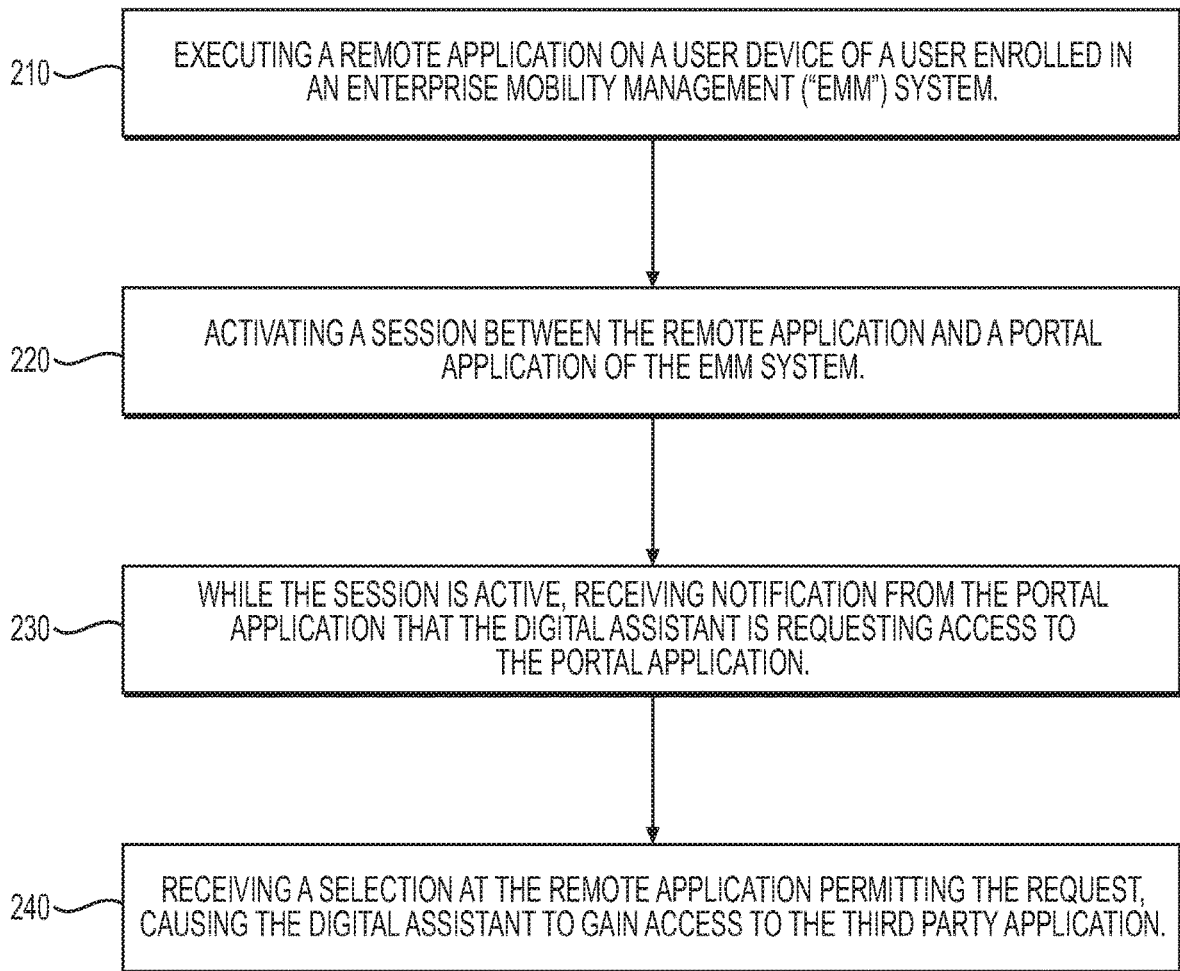 210
EXECUTING A REMOTE APPLICATION ON A USER DEVICE OF A USER ENROLLED IN
AN ENTERPRISE MOBILITY MANAGEMENT (“EMM”) SYSTEM.
220
ACTIVATING A SESSION BETWEEN THE REMOTE APPLICATION AND A PORTAL
APPLICATION OF THE EMM SYSTEM.
230
WHILE THE SESSION IS ACTIVE, RECEIVING NOTIFICATION FROM THE PORTAL
APPLICATION THAT THE DIGITAL ASSISTANT IS REQUESTING ACCESS TO
THE PORTAL APPLICATION.
240
RECEIVING A SELECTION AT THE REMOTE APPLICATION PERMITTING THE REQUEST,
CAUSING THE DIGITAL ASSISTANT TO GAIN ACCESS TO THE THIRD PARTY APPLICATION.